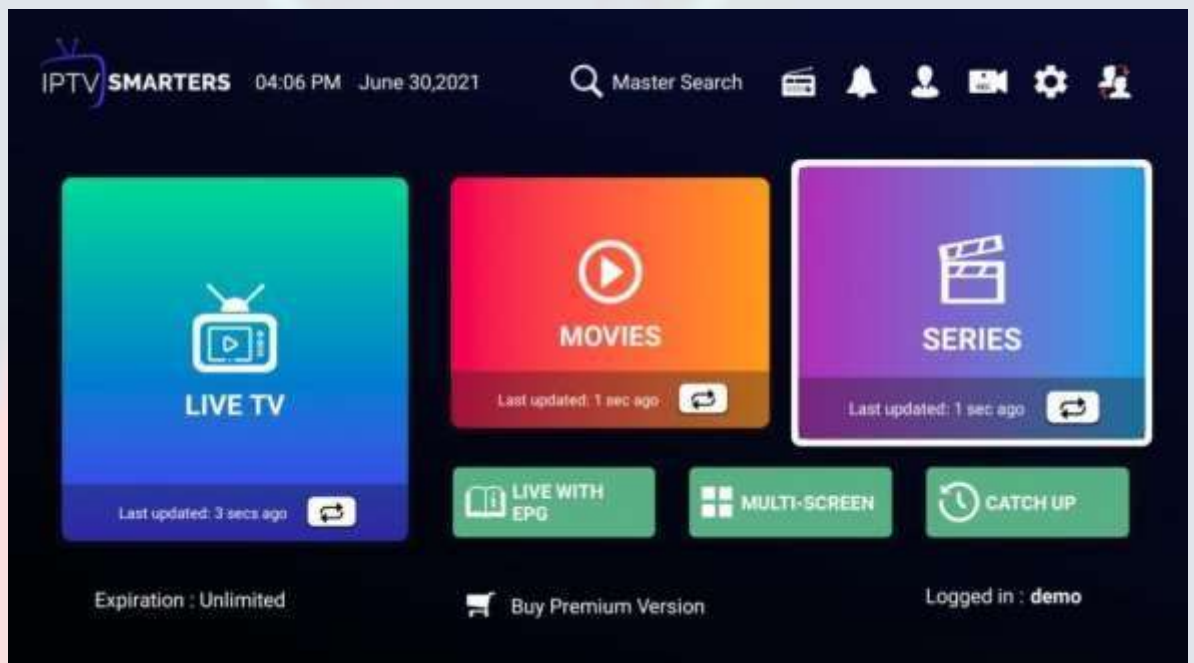 IPTV SMARTERS 04:06 PM June 30,2021 Master Search
LIVE TV
Last updated: 3 secs ago
MOVIES
Last updated: 1 sec ago
SERIES
Last updated: 1 sec ago
LIVE WITH
EPG
MULTI-SCREEN
CATCH UP
Expiration : Unlimited
Buy Premium Version
Logged in : demo